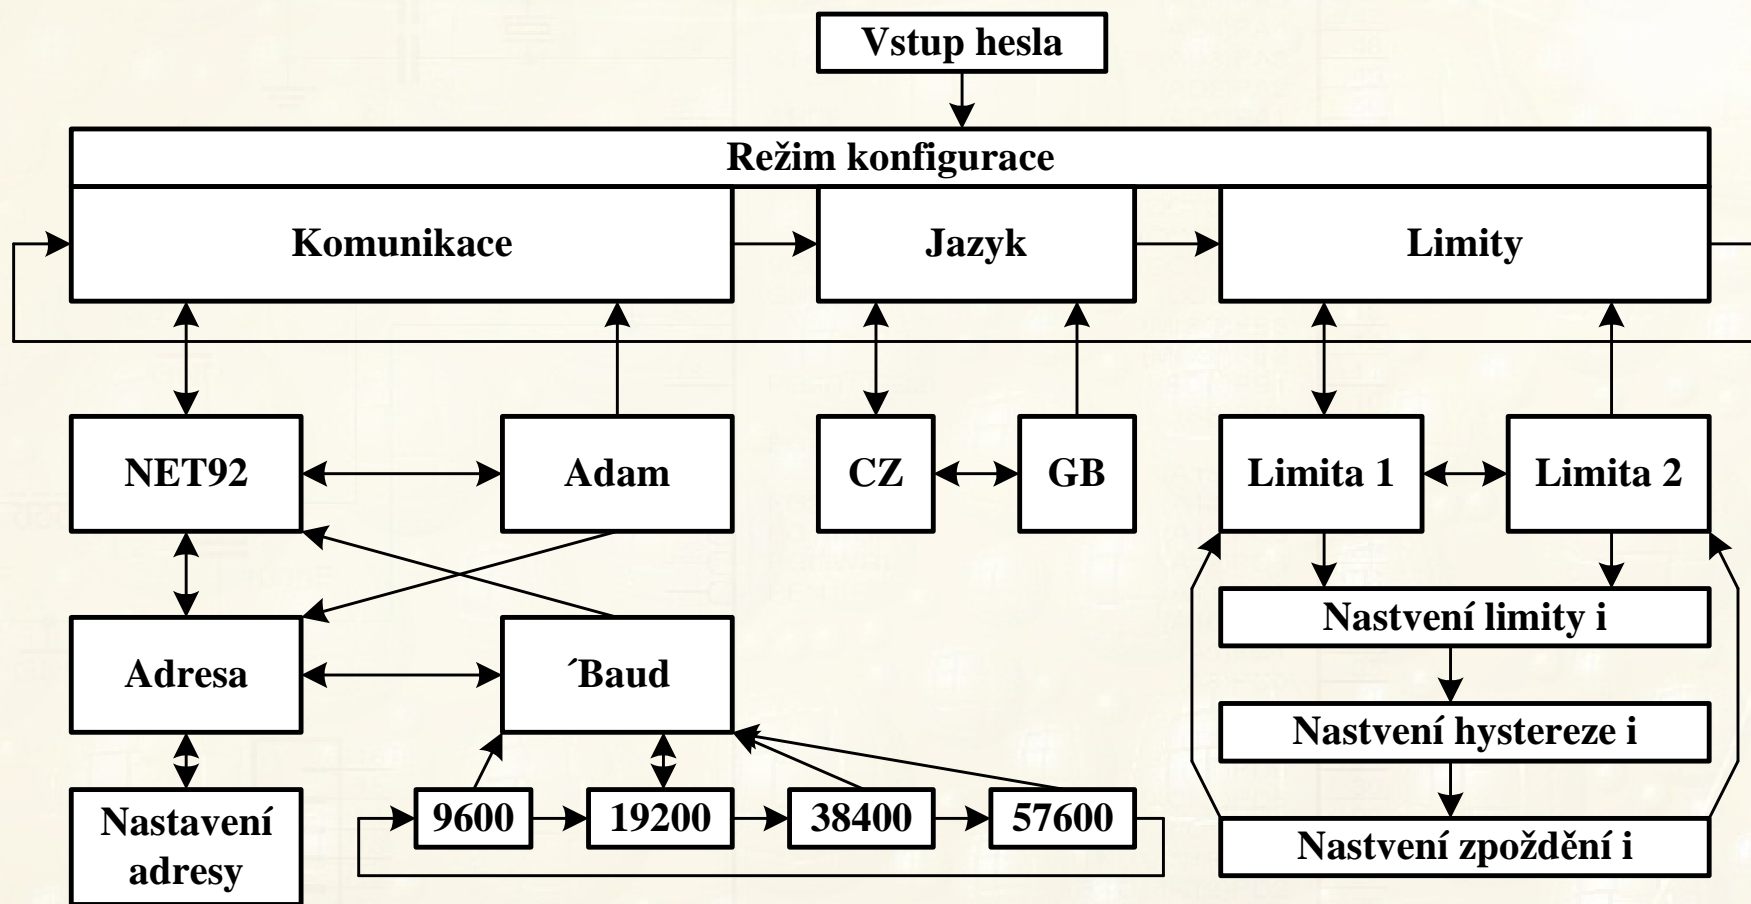 Vstup hesla
Režim konfigurace
Komunikace
Jazyk
Limity
NET92
Adam
CZ
GB
Limita 1
Limita 2
Adresa
´Baud
Nastvení limity i
Nastvení hystereze i
Nastavení
adresy
9600
19200
38400
57600
Nastvení zpoždění i